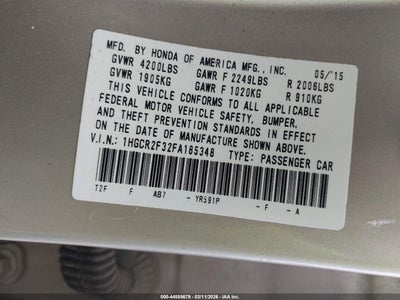 MFD. BY HONDA OF AMERICA MFG., INC. 05/'15
GVWR 4200LBS GAWR F 2249LBS R 2006LBS
GVWR 1905KG GAWR F 1020KG R 910KG
THIS VEHICLE CONFORMS TO ALL APPLICABLE
FEDERAL MOTOR VEHICLE SAFETY, BUMPER,
AND THEFT PREVENTION STANDARDS IN EFFECT
ON THE DATE OF MANUFACTURE SHOWN ABOVE.
V.I.N.: 1HGCR2F32FA185348 TYPE: PASSENGER CAR
T2F F AB7 - YR591P - F - A
000-44588679 - 03/11/2026 - IAA Inc.